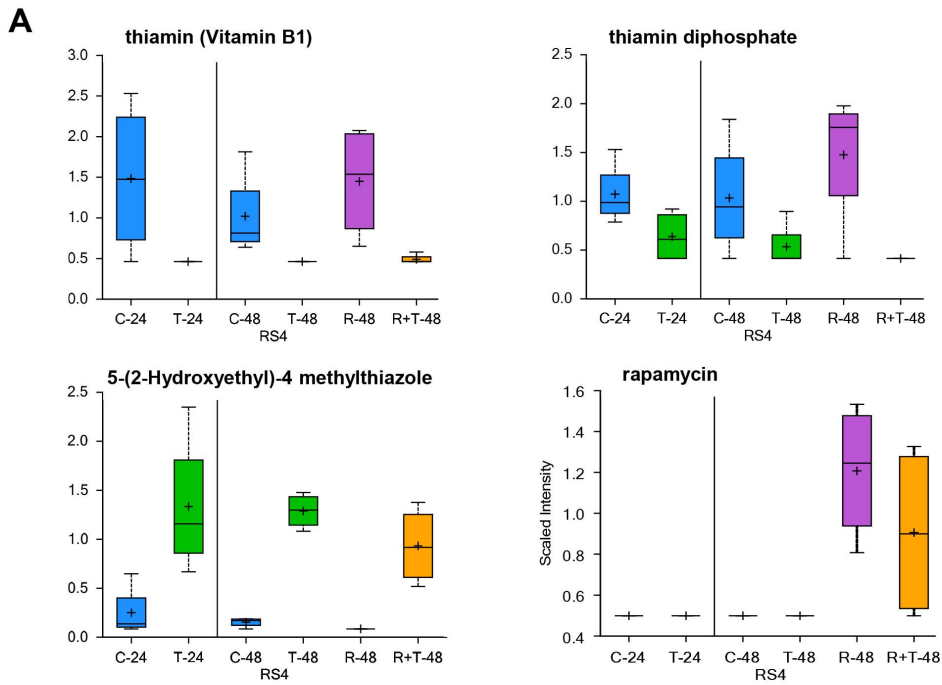 A
thiamin (Vitamin B1)
3.0
2.5
2.0
1.5
1.0
0.5
0.0
C-24 T-24 C-48 T-48 R-48 R+T-48
RS4
thiamin diphosphate
2.5
2.0
1.5
1.0
0.5
0.0
C-24 T-24 C-48 T-48 R-48 R+T-48
RS4
5-(2-Hydroxyethyl)-4 methylthiazole
2.5
2.0
1.5
1.0
0.5
0.0
C-24 T-24 C-48 T-48 R-48 R+T-48
RS4
rapamycin
Scaled Intensity
1.6
1.4
1.2
1.0
0.8
0.6
0.4
C-24 T-24 C-48 T-48 R-48 R+T-48
RS4